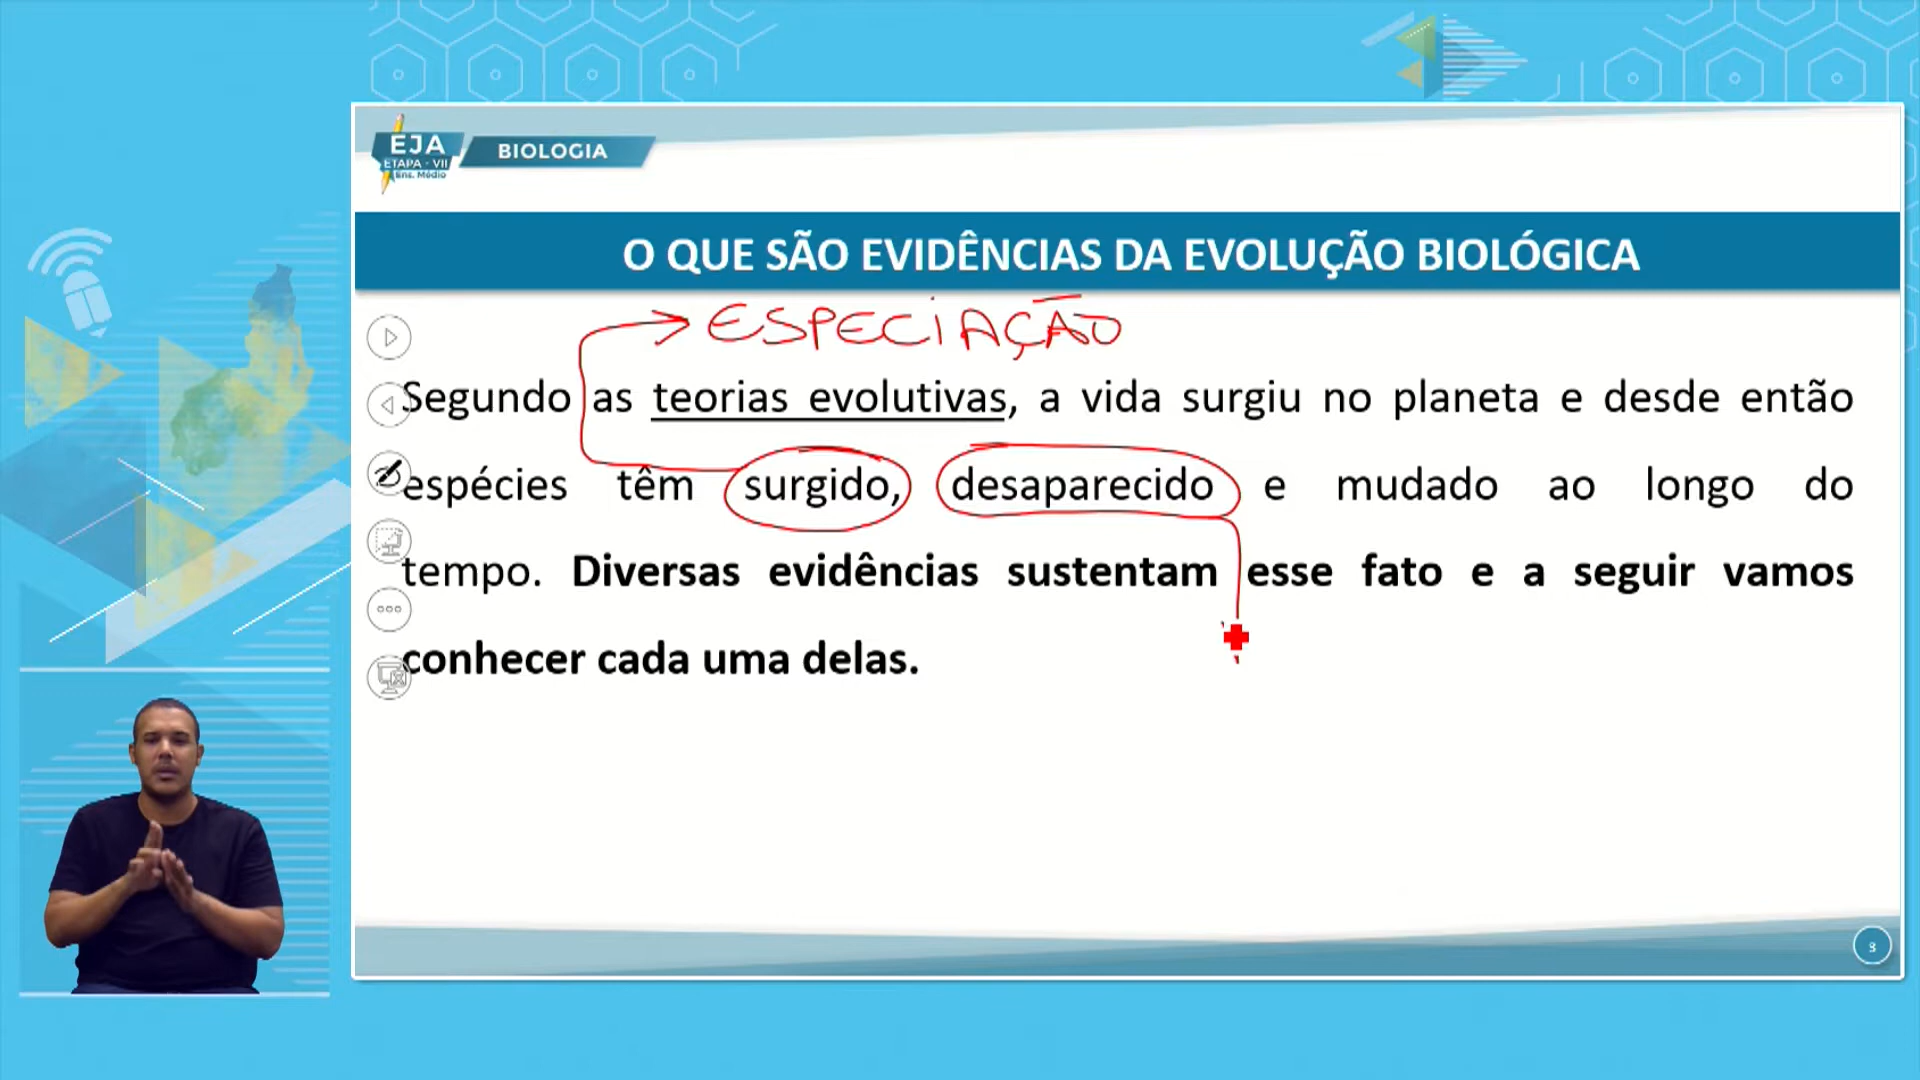 EJA
ETAPA - VII
Ens. Médio
BIOLOGIA
O QUE SÃO EVIDÊNCIAS DA EVOLUÇÃO BIOLÓGICA
ESPECIAÇÃO
Segundo as teorias evolutivas, a vida surgiu no planeta e desde então
espécies têm surgido, desaparecido e mudado ao longo do
tempo. Diversas evidências sustentam esse fato e a seguir vamos
conhecer cada uma delas.
3